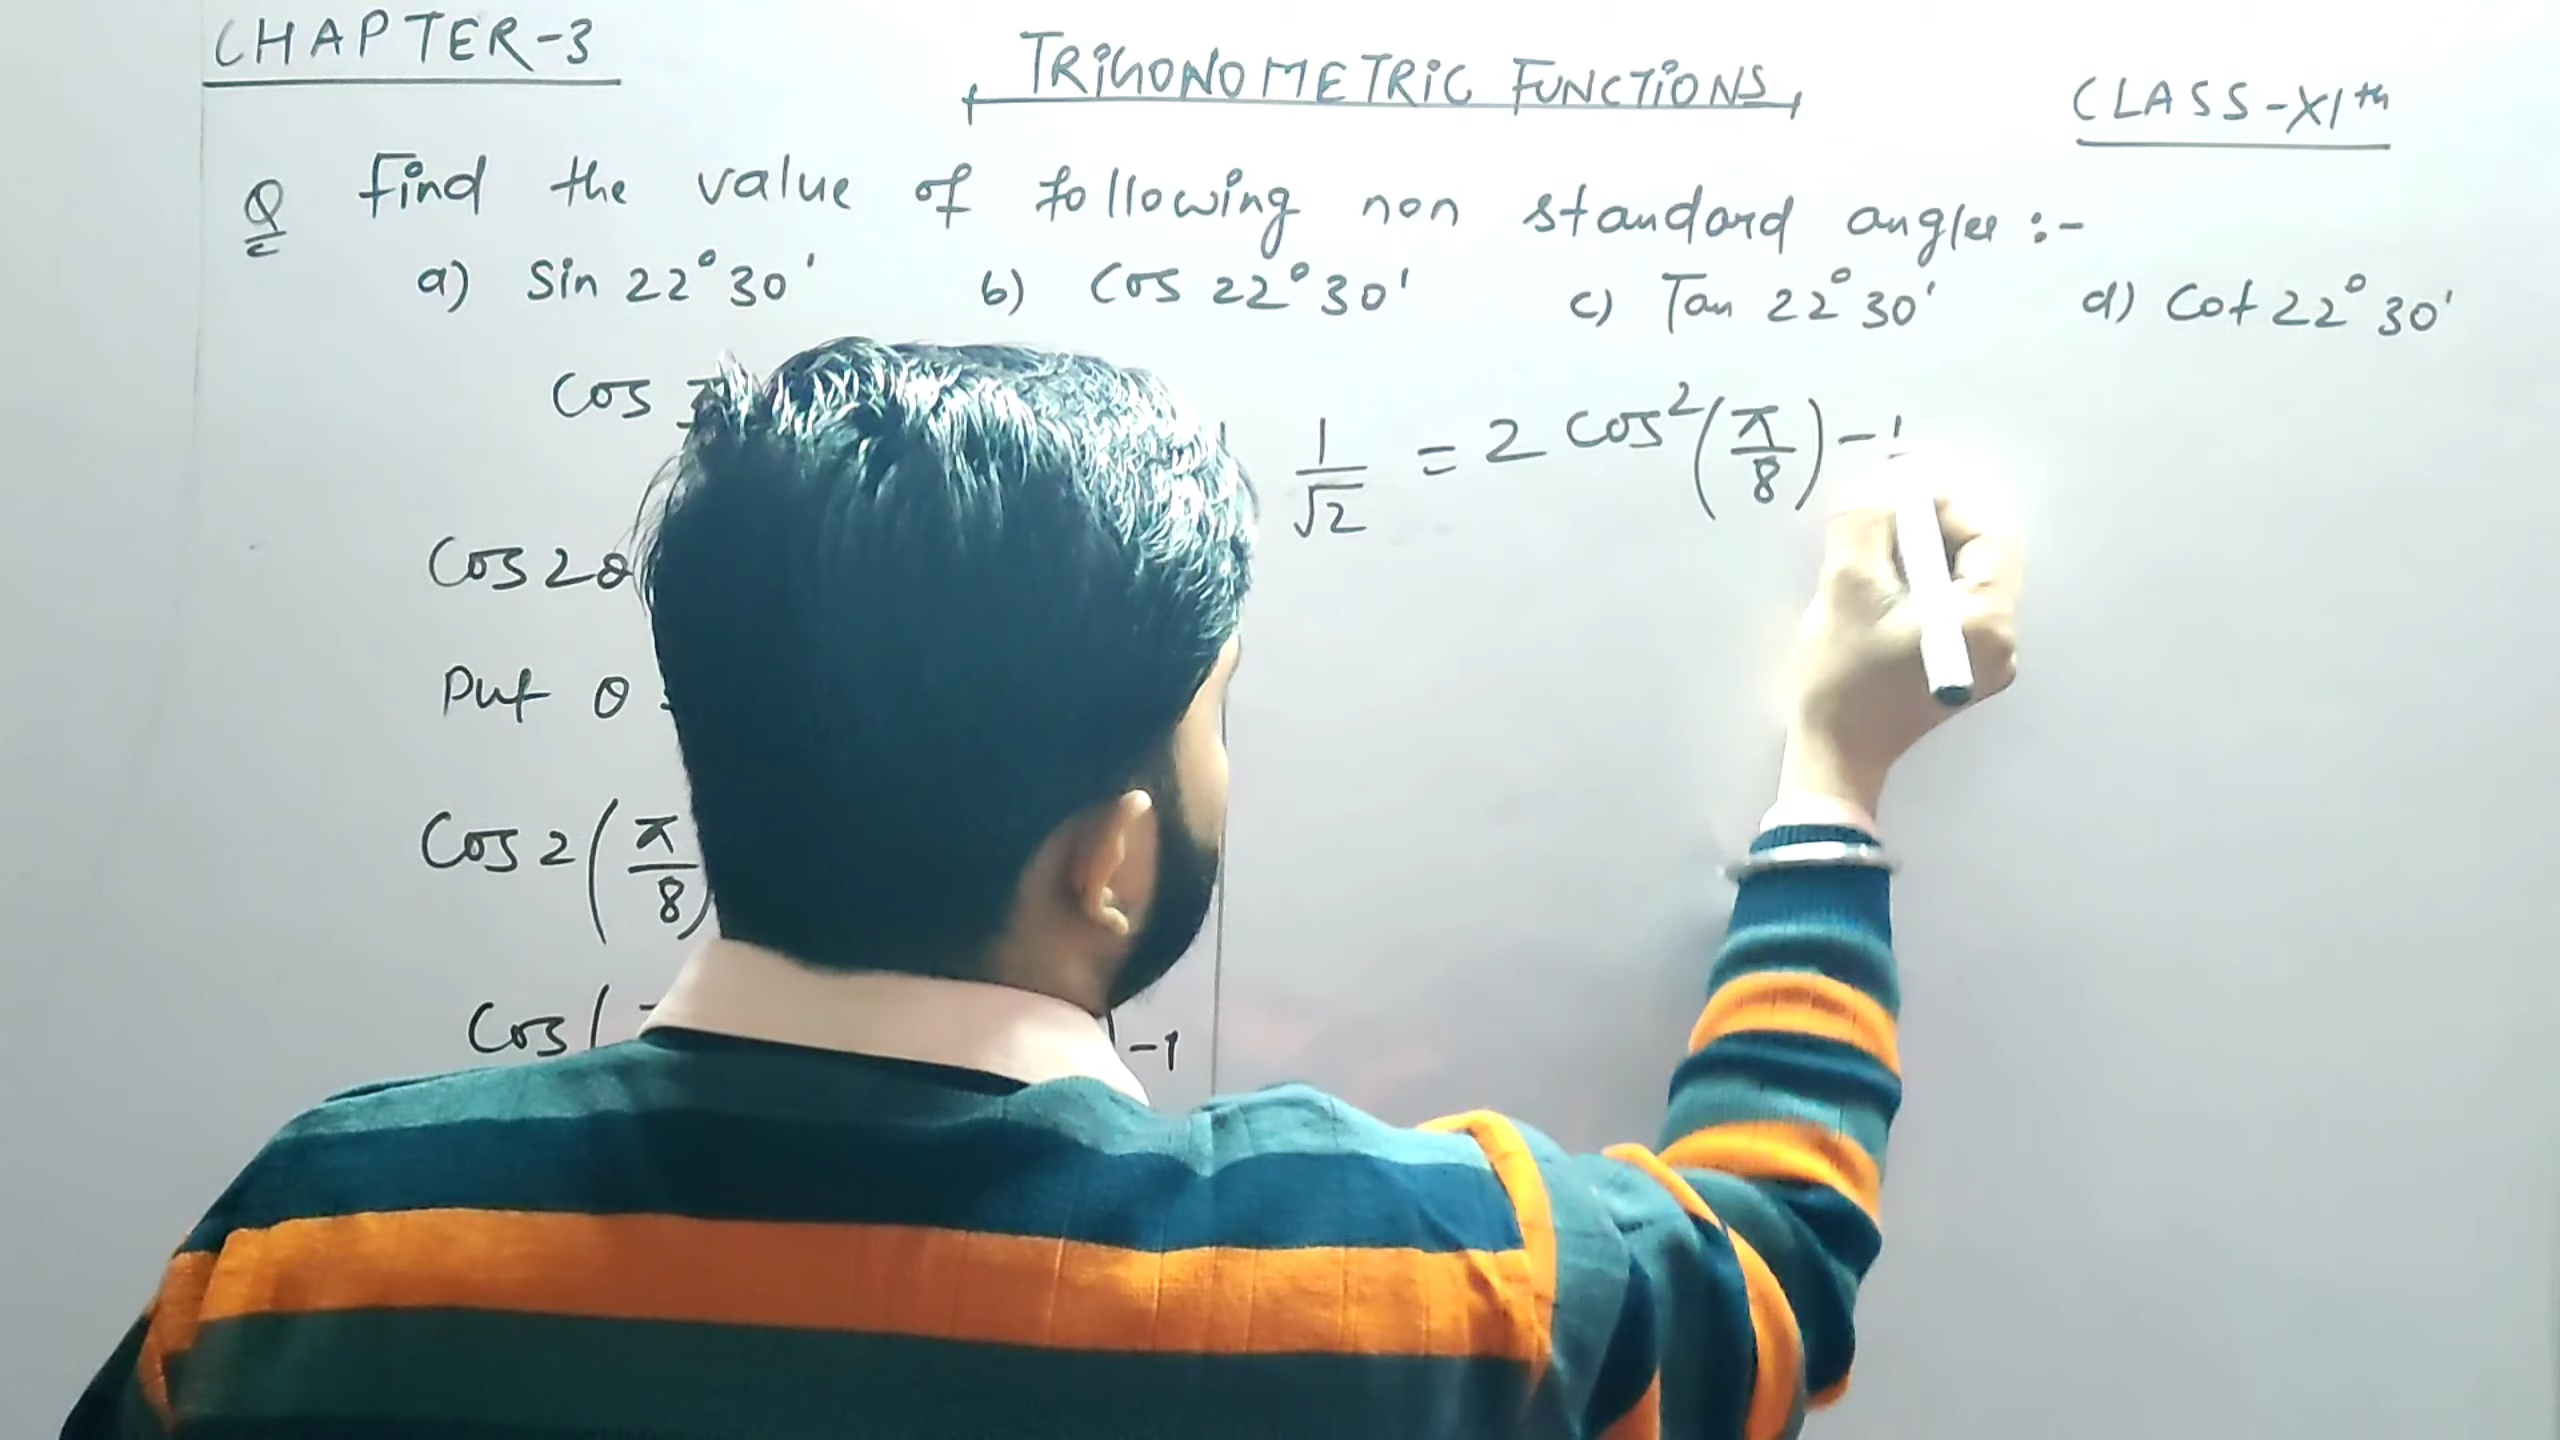 CHAPTER-3
TRIGONOMETRIC FUNCTIONS
CLASS-XIth
Q Find the value of following non standard angles :-
a) Sin 22°30' b) Cos 22°30' c) Tan 22°30' d) Cot 22°30'
Cos
1/√2 = 2 cos²(π/8) -1
Cos 2θ
Put θ
Cos 2(π/8)
Cos( ) -1